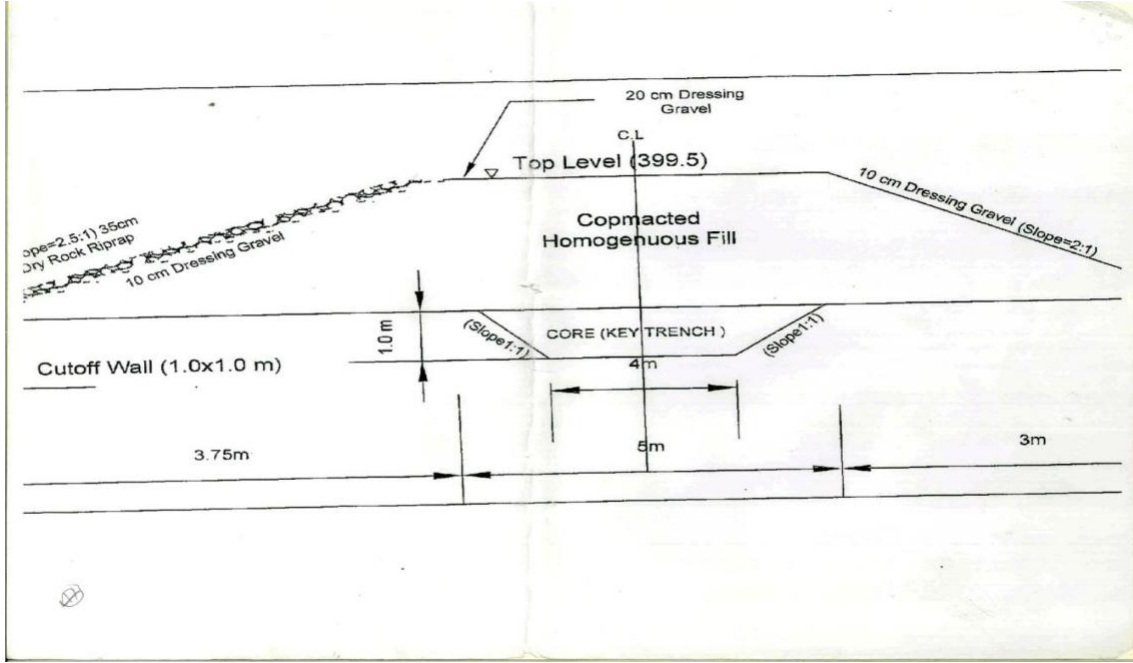 20 cm Dressing
Gravel
C.L
Top Level (399.5)
10 cm Dressing Gravel (Slope=2:1)
Copmacted
Homogenuous Fill
ope=2.5:1) 35cm
Dry Rock Riprap
10 cm Dressing Gravel
1.0 m
(Slope1:1)
CORE (KEY TRENCH )
(Slope1:1)
Cutoff Wall (1.0x1.0 m)
4m
3.75m
5m
3m